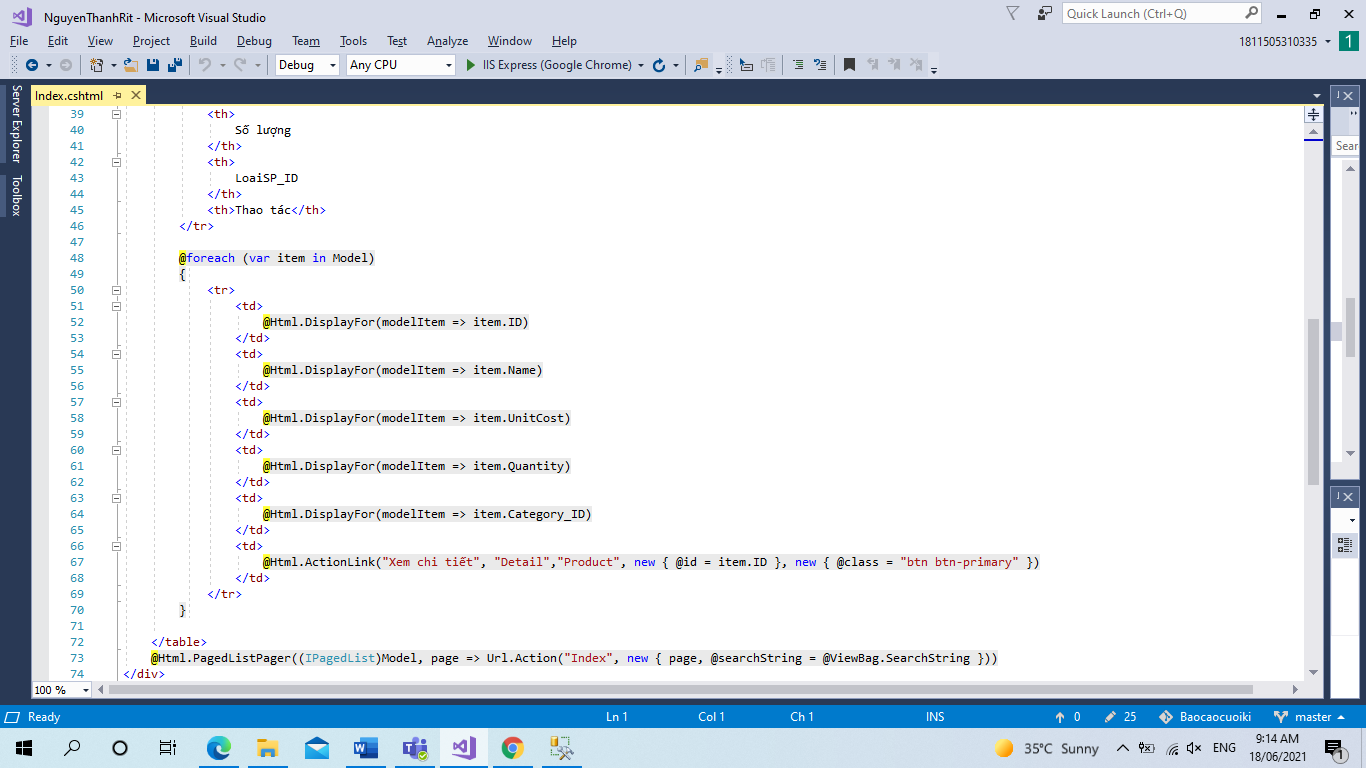 NguyenThanhRit - Microsoft Visual Studio
Quick Launch (Ctrl+Q)
File Edit View Project Build Debug Team Tools Test Analyze Window Help
1811505310335 1
Debug Any CPU IIS Express (Google Chrome)
Server Explorer
Toolbox
Index.cshtml
Sear
39 <th>
40 Số lượng
41 </th>
42 <th>
43 LoaiSP_ID
44 </th>
45 <th>Thao tác</th>
46 </tr>
47
48 @foreach (var item in Model)
49 {
50 <tr>
51 <td>
52 @Html.DisplayFor(modelItem => item.ID)
53 </td>
54 <td>
55 @Html.DisplayFor(modelItem => item.Name)
56 </td>
57 <td>
58 @Html.DisplayFor(modelItem => item.UnitCost)
59 </td>
60 <td>
61 @Html.DisplayFor(modelItem => item.Quantity)
62 </td>
63 <td>
64 @Html.DisplayFor(modelItem => item.Category_ID)
65 </td>
66 <td>
67 @Html.ActionLink("Xem chi tiết", "Detail","Product", new { @id = item.ID }, new { @class = "btn btn-primary" })
68 </td>
69 </tr>
70 }
71
72 </table>
73 @Html.PagedListPager((IPagedList)Model, page => Url.Action("Index", new { page, @searchString = @ViewBag.SearchString }))
74 </div>
100 %
Ready Ln 1 Col 1 Ch 1 INS 0 25 Baocaocuoiki master
35°C Sunny ENG 9:14 AM
18/06/2021 1